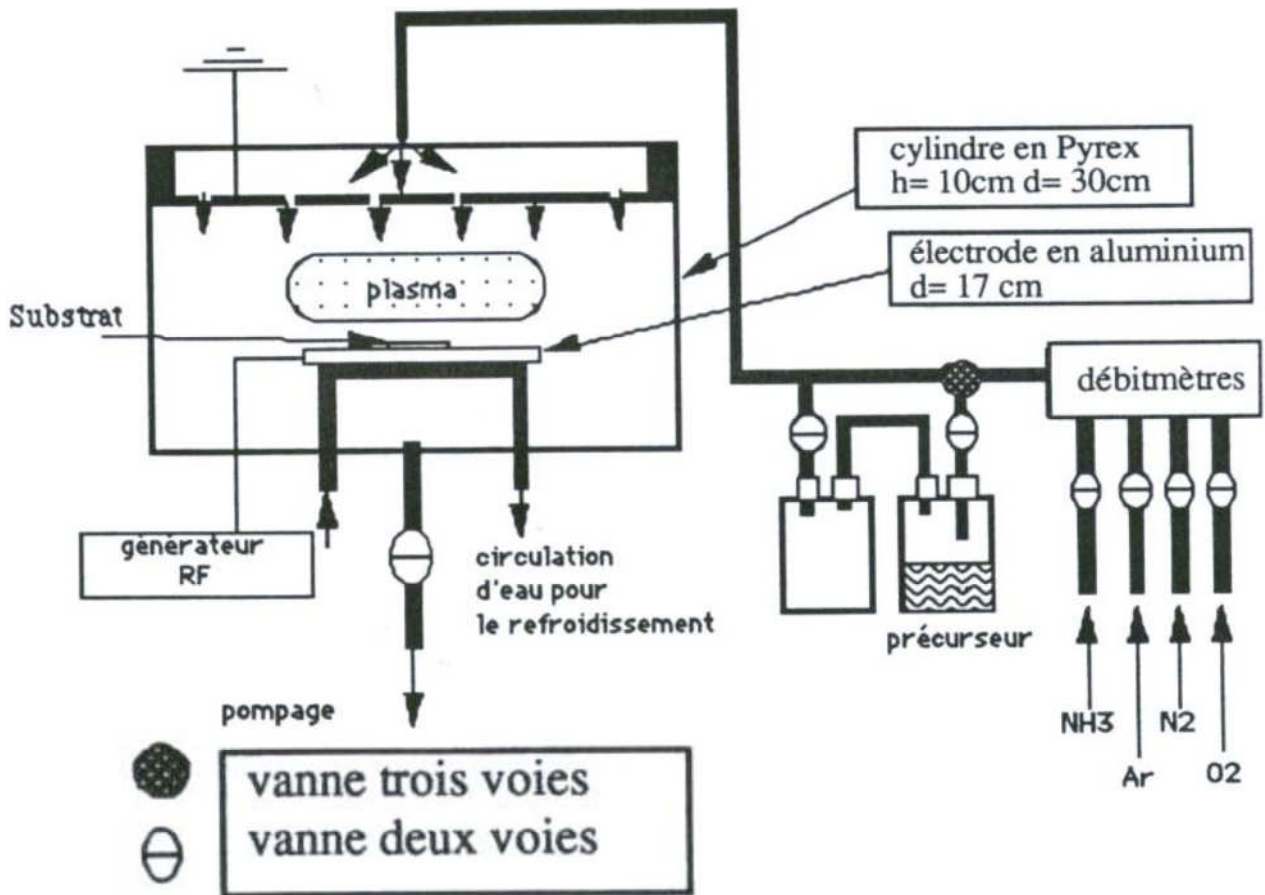 cylindre en Pyrex
h= 10cm d= 30cm
électrode en aluminium
d= 17 cm
plasma
Substrat
débitmètres
générateur
RF
circulation
d'eau pour
le refroidissement
précurseur
NH3
N2
Ar
O2
pompage
vanne trois voies
vanne deux voies